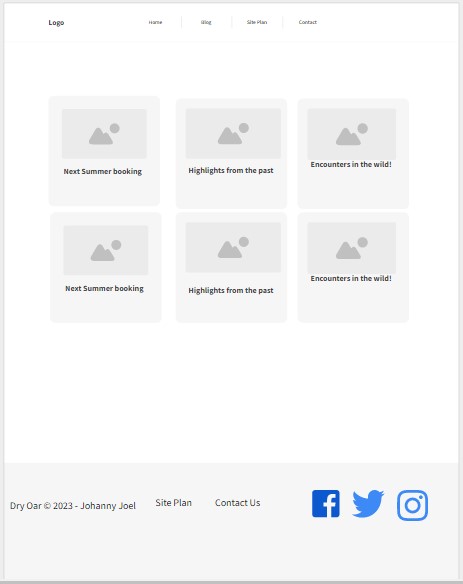 Logo
Home
Blog
Site Plan
Contact
Next Summer booking
Highlights from the past
Encounters in the wild!
Next Summer booking
Highlights from the past
Encounters in the wild!
Dry Oar © 2023 - Johanny Joel
Site Plan
Contact Us